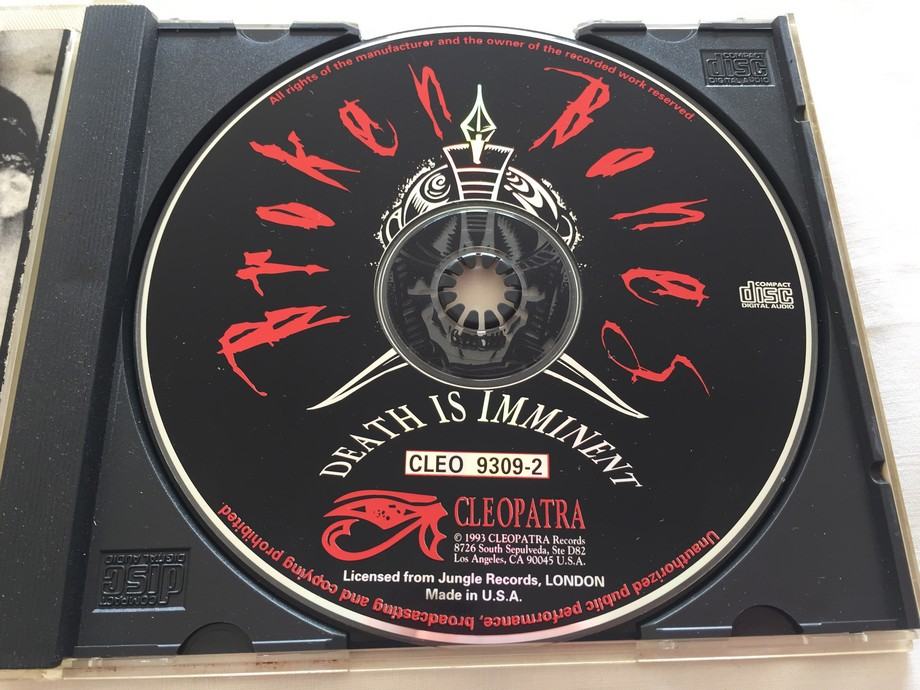 All rights of the manufacturer and the owner of the recorded work reserved.
COMPACT
disc
DIGITAL AUDIO
Broken Bones
COMPACT
disc
DIGITAL AUDIO
DEATH IS IMMINENT
CLEO 9309-2
CLEOPATRA
© 1993 CLEOPATRA Records
8726 South Sepulveda, Ste D82
Los Angeles, CA 90045 U.S.A.
Licensed from Jungle Records, LONDON
Made in U.S.A.
Unauthorized public performance, broadcasting and copying prohibited
COMPACT
disc
DIGITAL AUDIO